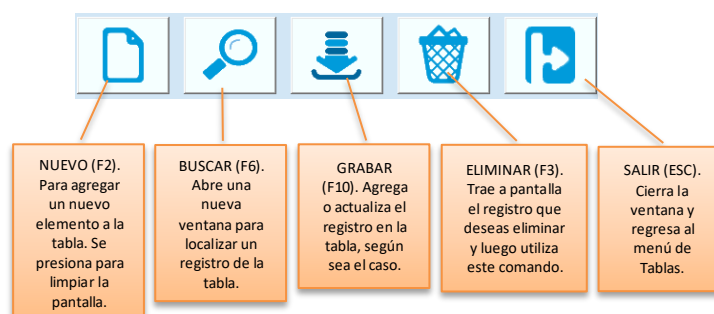 NUEVO (F2).
Para agregar
un nuevo
elemento a la
tabla. Se
presiona para
limpiar la
pantalla.
BUSCAR (F6).
Abre una
nueva
ventana para
localizar un
registro de la
tabla.
GRABAR
(F10). Agrega
o actualiza el
registro en la
tabla, según
sea el caso.
ELIMINAR (F3).
Trae a pantalla
el registro que
deseas eliminar
y luego utiliza
este comando.
SALIR (ESC).
Cierra la
ventana y
regresa al
menú de
Tablas.